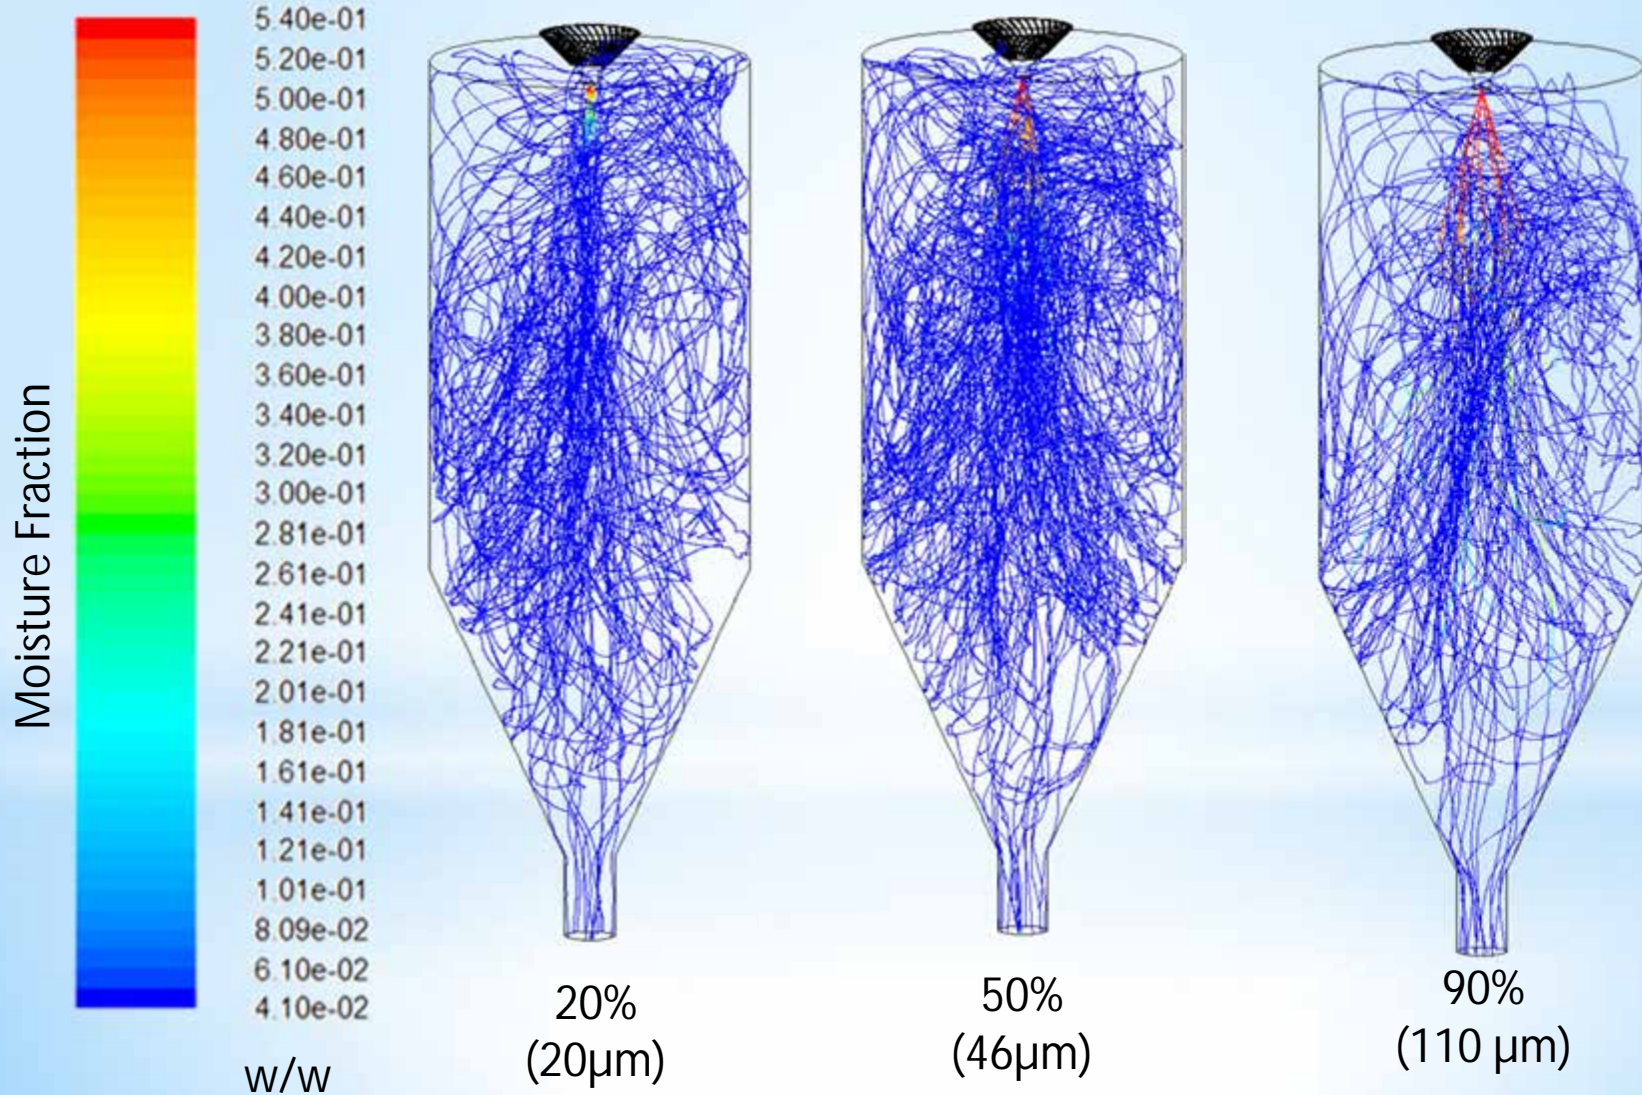 Moisture Fraction
5.40e-01
5.20e-01
5.00e-01
4.80e-01
4.60e-01
4.40e-01
4.20e-01
4.00e-01
3.80e-01
3.60e-01
3.40e-01
3.20e-01
3.00e-01
2.81e-01
2.61e-01
2.41e-01
2.21e-01
2.01e-01
1.81e-01
1.61e-01
1.41e-01
1.21e-01
1.01e-01
8.09e-02
6.10e-02
4.10e-02
w/w
20%
(20µm)
50%
(46µm)
90%
(110 µm)